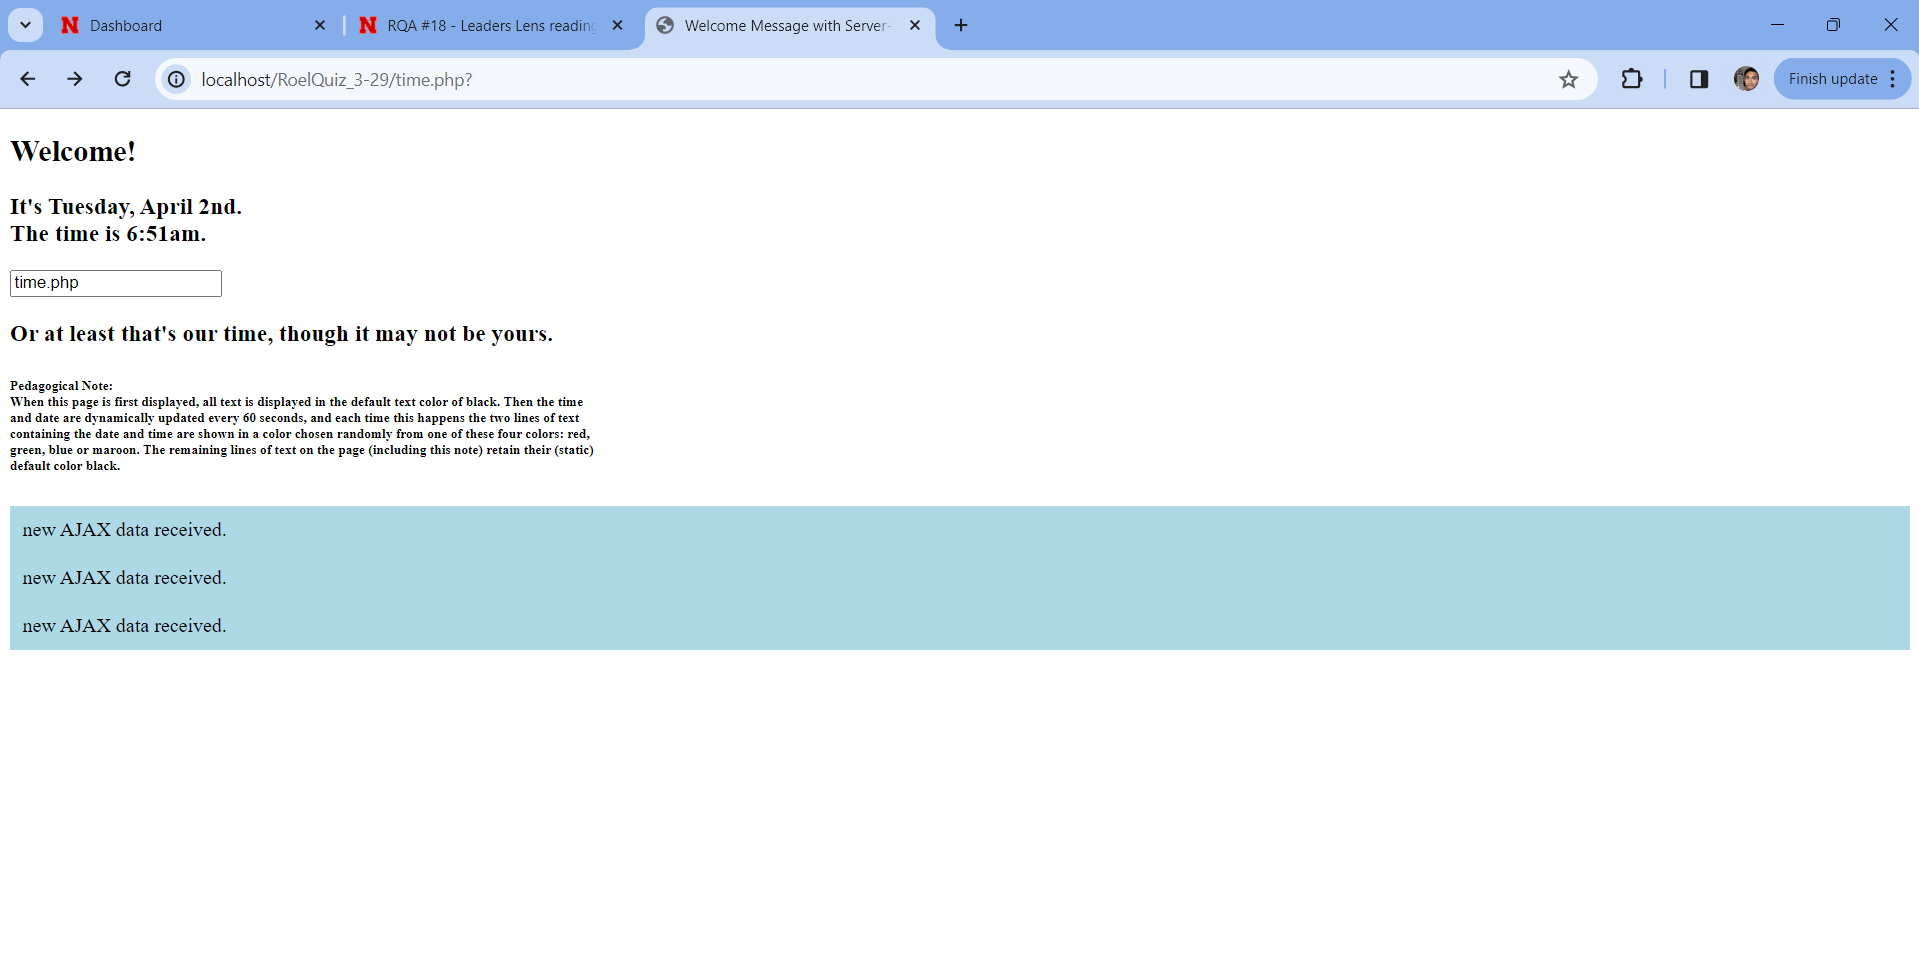 Dashboard
RQA #18 - Leaders Lens reading
Welcome Message with Server-
localhost/RoelQuiz_3-29/time.php?
Finish update
Welcome!
It's Tuesday, April 2nd.
The time is 6:51am.
time.php
Or at least that's our time, though it may not be yours.
Pedagogical Note:
When this page is first displayed, all text is displayed in the default text color of black. Then the time
and date are dynamically updated every 60 seconds, and each time this happens the two lines of text
containing the date and time are shown in a color chosen randomly from one of these four colors: red,
green, blue or maroon. The remaining lines of text on the page (including this note) retain their (static)
default color black.
new AJAX data received.
new AJAX data received.
new AJAX data received.